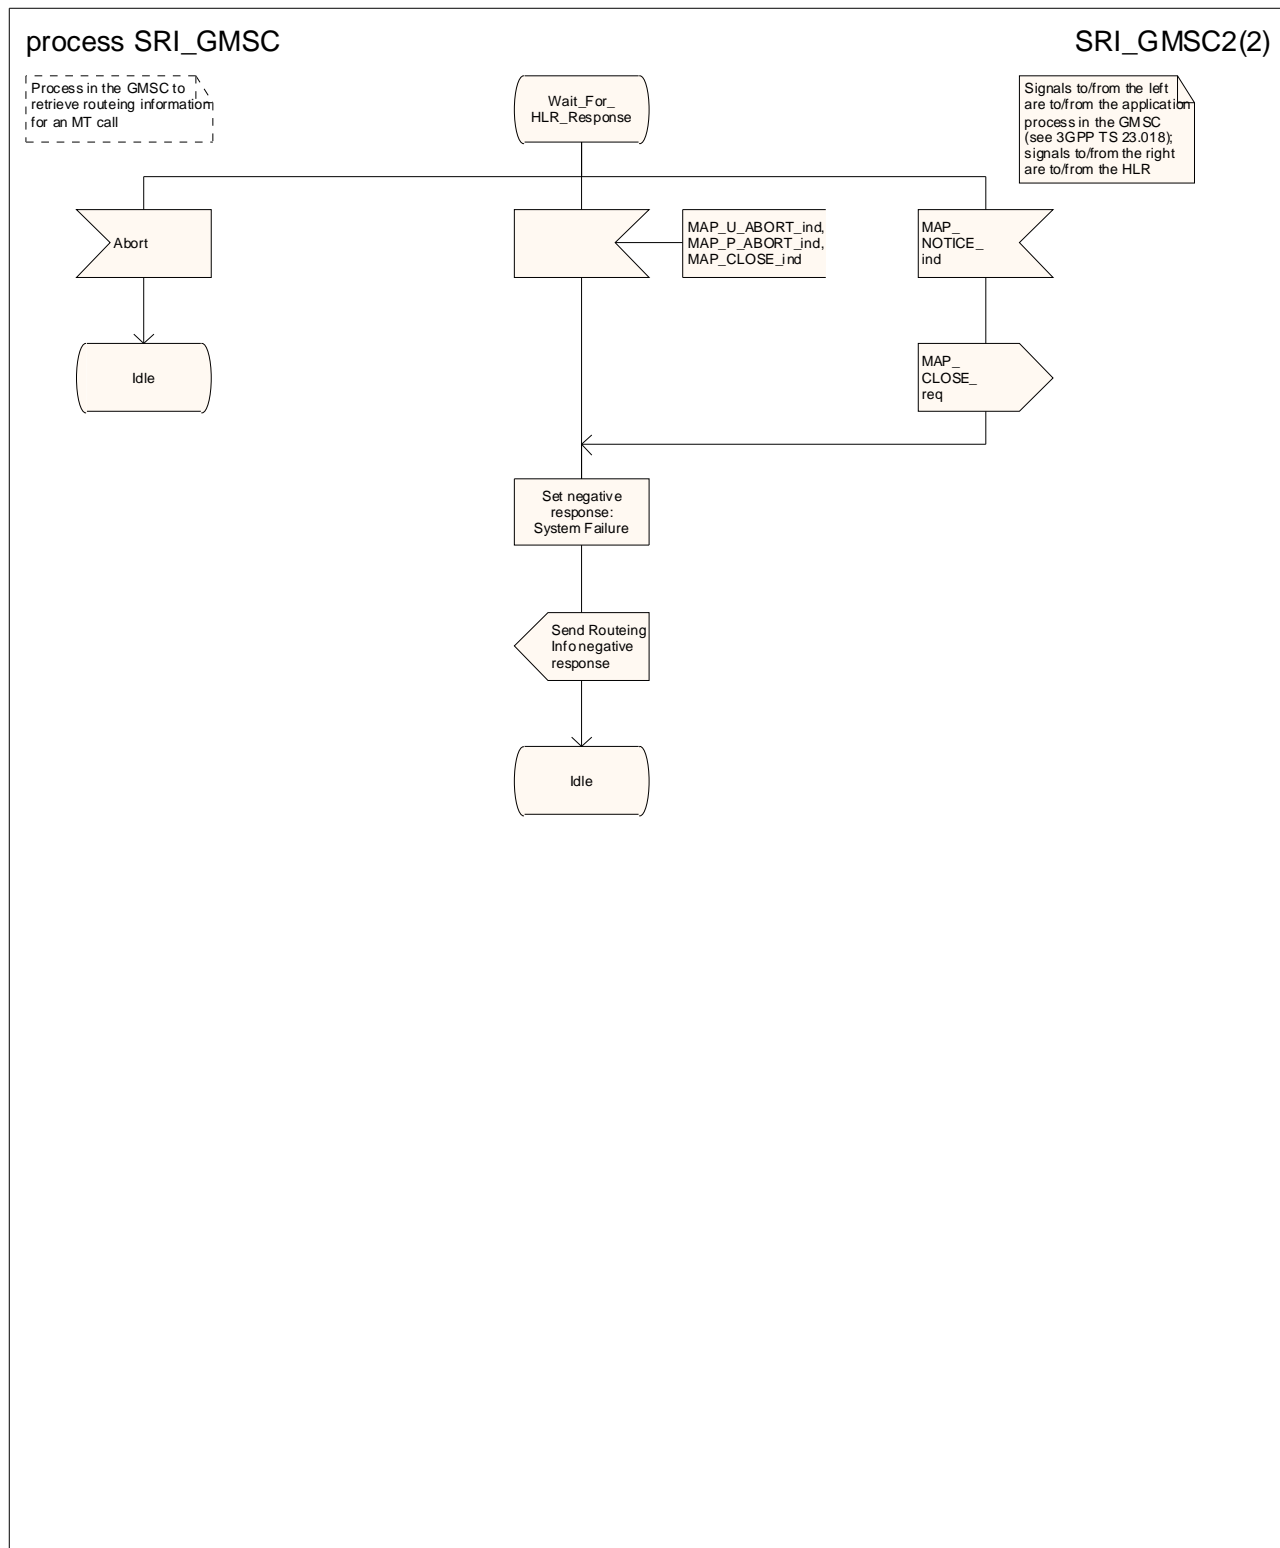 process SRI_GMSC
SRI_GMSC2(2)
Process in the GMSC to
retrieve routeing information
for an MT call
Wait_For_
HLR_Response
Signals to/from the left
are to/from the application
process in the GMSC
(see 3GPP TS 23.018);
signals to/from the right
are to/from the HLR
Abort
MAP_U_ABORT_ind,
MAP_P_ABORT_ind,
MAP_CLOSE_ind
MAP_
NOTICE_
ind
Idle
MAP_
CLOSE_
req
Set negative
response:
System Failure
Send Routeing
Info negative
response
Idle